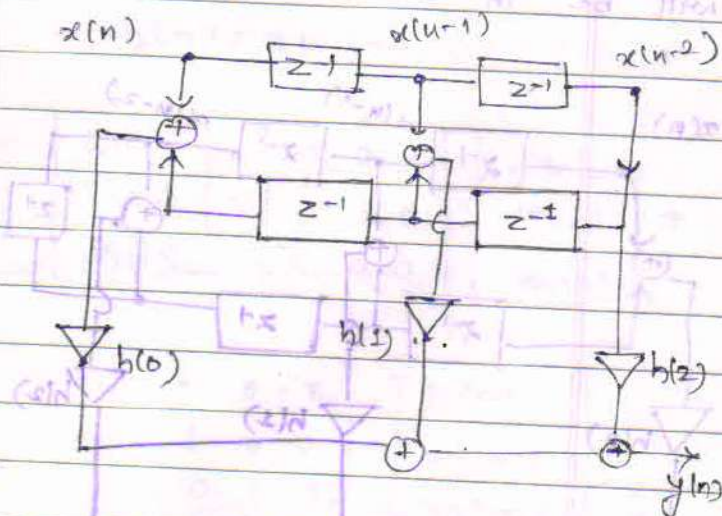 x(n) x(n-1) x(n-2)
z-1 z-1
+ +
z-1 z-1
h(0) h(1) h(2)
+ +
y(n)